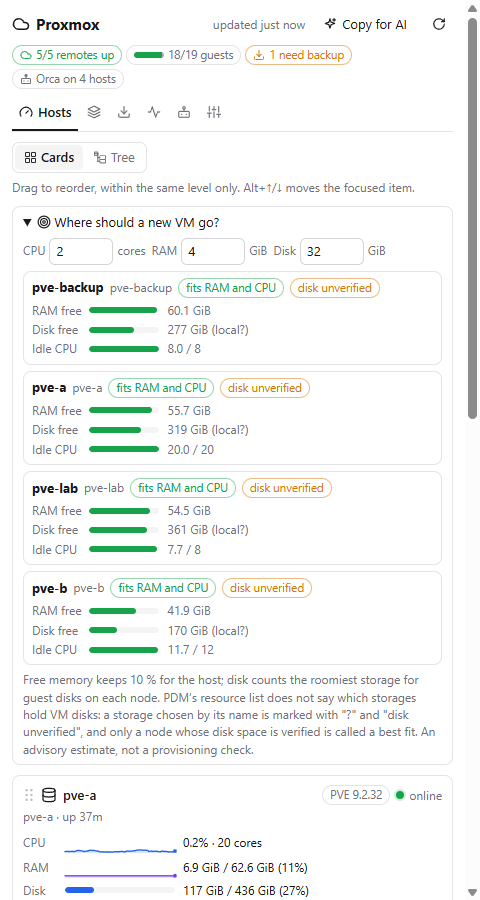 Proxmox updated just now Copy for AI
5/5 remotes up 18/19 guests 1 need backup
Orca on 4 hosts
Hosts
Cards Tree
Drag to reorder, within the same level only. Alt+↑/↓ moves the focused item.
▼ Where should a new VM go?
CPU 2 cores RAM 4 GiB Disk 32 GiB
pve-backup pve-backup fits RAM and CPU disk unverified
RAM free 60.1 GiB
Disk free 277 GiB (local?)
Idle CPU 8.0 / 8
pve-a pve-a fits RAM and CPU disk unverified
RAM free 55.7 GiB
Disk free 319 GiB (local?)
Idle CPU 20.0 / 20
pve-lab pve-lab fits RAM and CPU disk unverified
RAM free 54.5 GiB
Disk free 361 GiB (local?)
Idle CPU 7.7 / 8
pve-b pve-b fits RAM and CPU disk unverified
RAM free 41.9 GiB
Disk free 170 GiB (local?)
Idle CPU 11.7 / 12
Free memory keeps 10 % for the host; disk counts the roomiest storage for
guest disks on each node. PDM's resource list does not say which storages
hold VM disks: a storage chosen by its name is marked with "?" and "disk
unverified", and only a node whose disk space is verified is called a best fit. An
advisory estimate, not a provisioning check.
pve-a PVE 9.2.32 online
pve-a · up 37m
CPU 0.2% · 20 cores
RAM 6.9 GiB / 62.6 GiB (11%)
Disk 117 GiB / 436 GiB (27%)